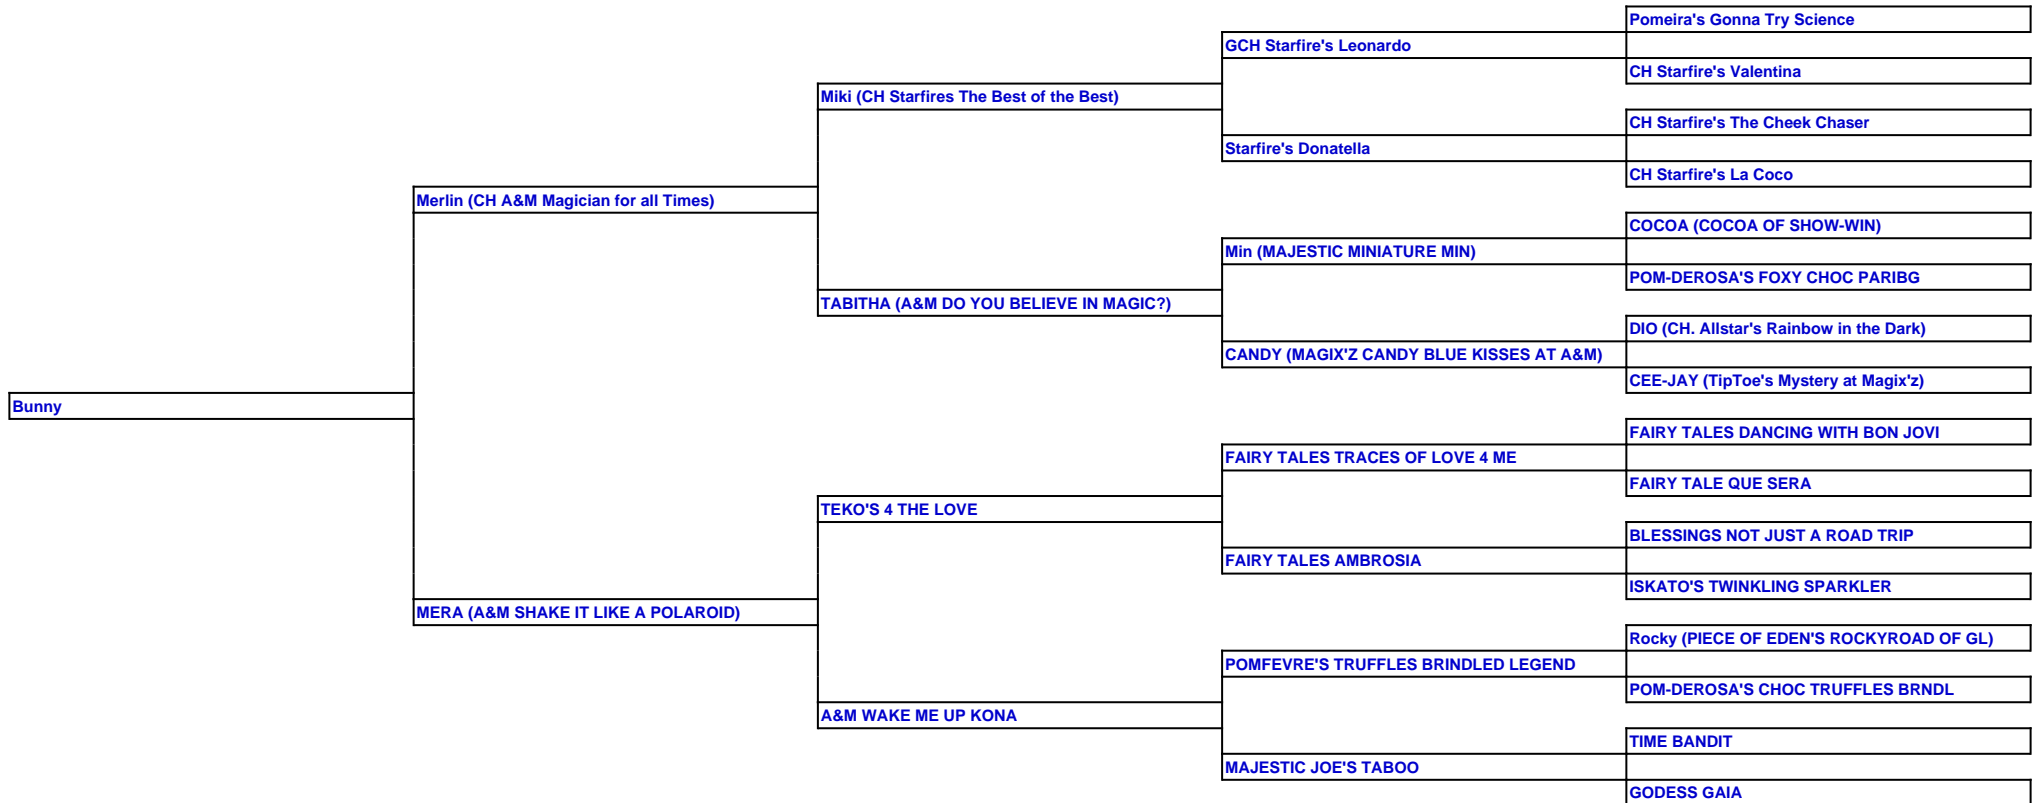 Pomeira's Gonna Try Science
GCH Starfire's Leonardo
CH Starfire's Valentina
Miki (CH Starfires The Best of the Best)
CH Starfire's The Cheek Chaser
Starfire's Donatella
CH Starfire's La Coco
Merlin (CH A&M Magician for all Times)
COCOA (COCOA OF SHOW-WIN)
Min (MAJESTIC MINIATURE MIN)
POM-DEROSA'S FOXY CHOC PARIBG
TABITHA (A&M DO YOU BELIEVE IN MAGIC?)
DIO (CH. Allstar's Rainbow in the Dark)
CANDY (MAGIX'Z CANDY BLUE KISSES AT A&M)
CEE-JAY (TipToe's Mystery at Magix'z)
Bunny
FAIRY TALES DANCING WITH BON JOVI
FAIRY TALES TRACES OF LOVE 4 ME
FAIRY TALE QUE SERA
TEKO'S 4 THE LOVE
BLESSINGS NOT JUST A ROAD TRIP
FAIRY TALES AMBROSIA
ISKATO'S TWINKLING SPARKLER
MERA (A&M SHAKE IT LIKE A POLAROID)
Rocky (PIECE OF EDEN'S ROCKYROAD OF GL)
POMFEVRE'S TRUFFLES BRINDLED LEGEND
POM-DEROSA'S CHOC TRUFFLES BRNDL
A&M WAKE ME UP KONA
TIME BANDIT
MAJESTIC JOE'S TABOO
GODESS GAIA